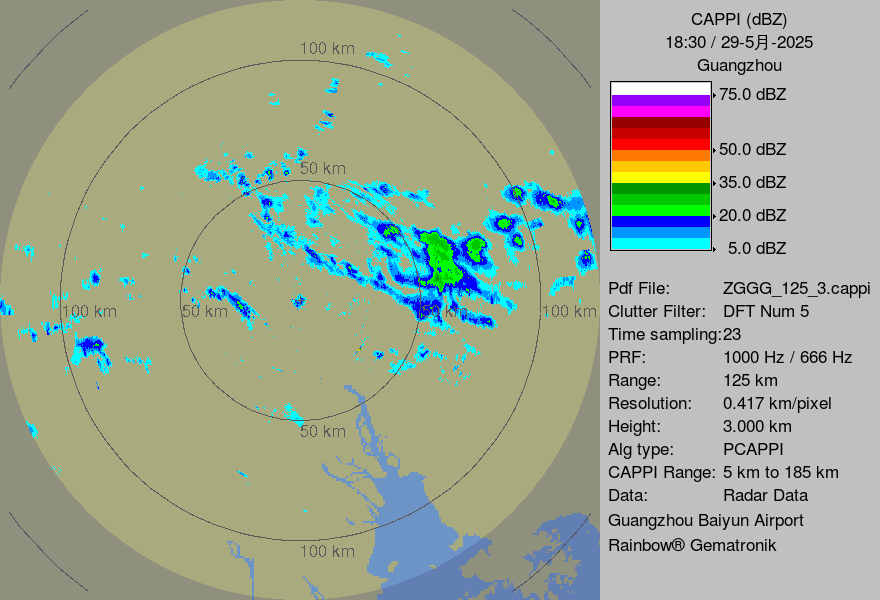 100 km
50 km
100 km
50 km
100 km
50 km
100 km
CAPPI (dBZ)
18:30 / 29-5月-2025
Guangzhou
75.0 dBZ
50.0 dBZ
35.0 dBZ
20.0 dBZ
5.0 dBZ
Pdf File: ZGGG_125_3.cappi
Clutter Filter: DFT Num 5
Time sampling:23
PRF: 1000 Hz / 666 Hz
Range: 125 km
Resolution: 0.417 km/pixel
Height: 3.000 km
Alg type: PCAPPI
CAPPI Range: 5 km to 185 km
Data: Radar Data
Guangzhou Baiyun Airport
Rainbow® Gematronik